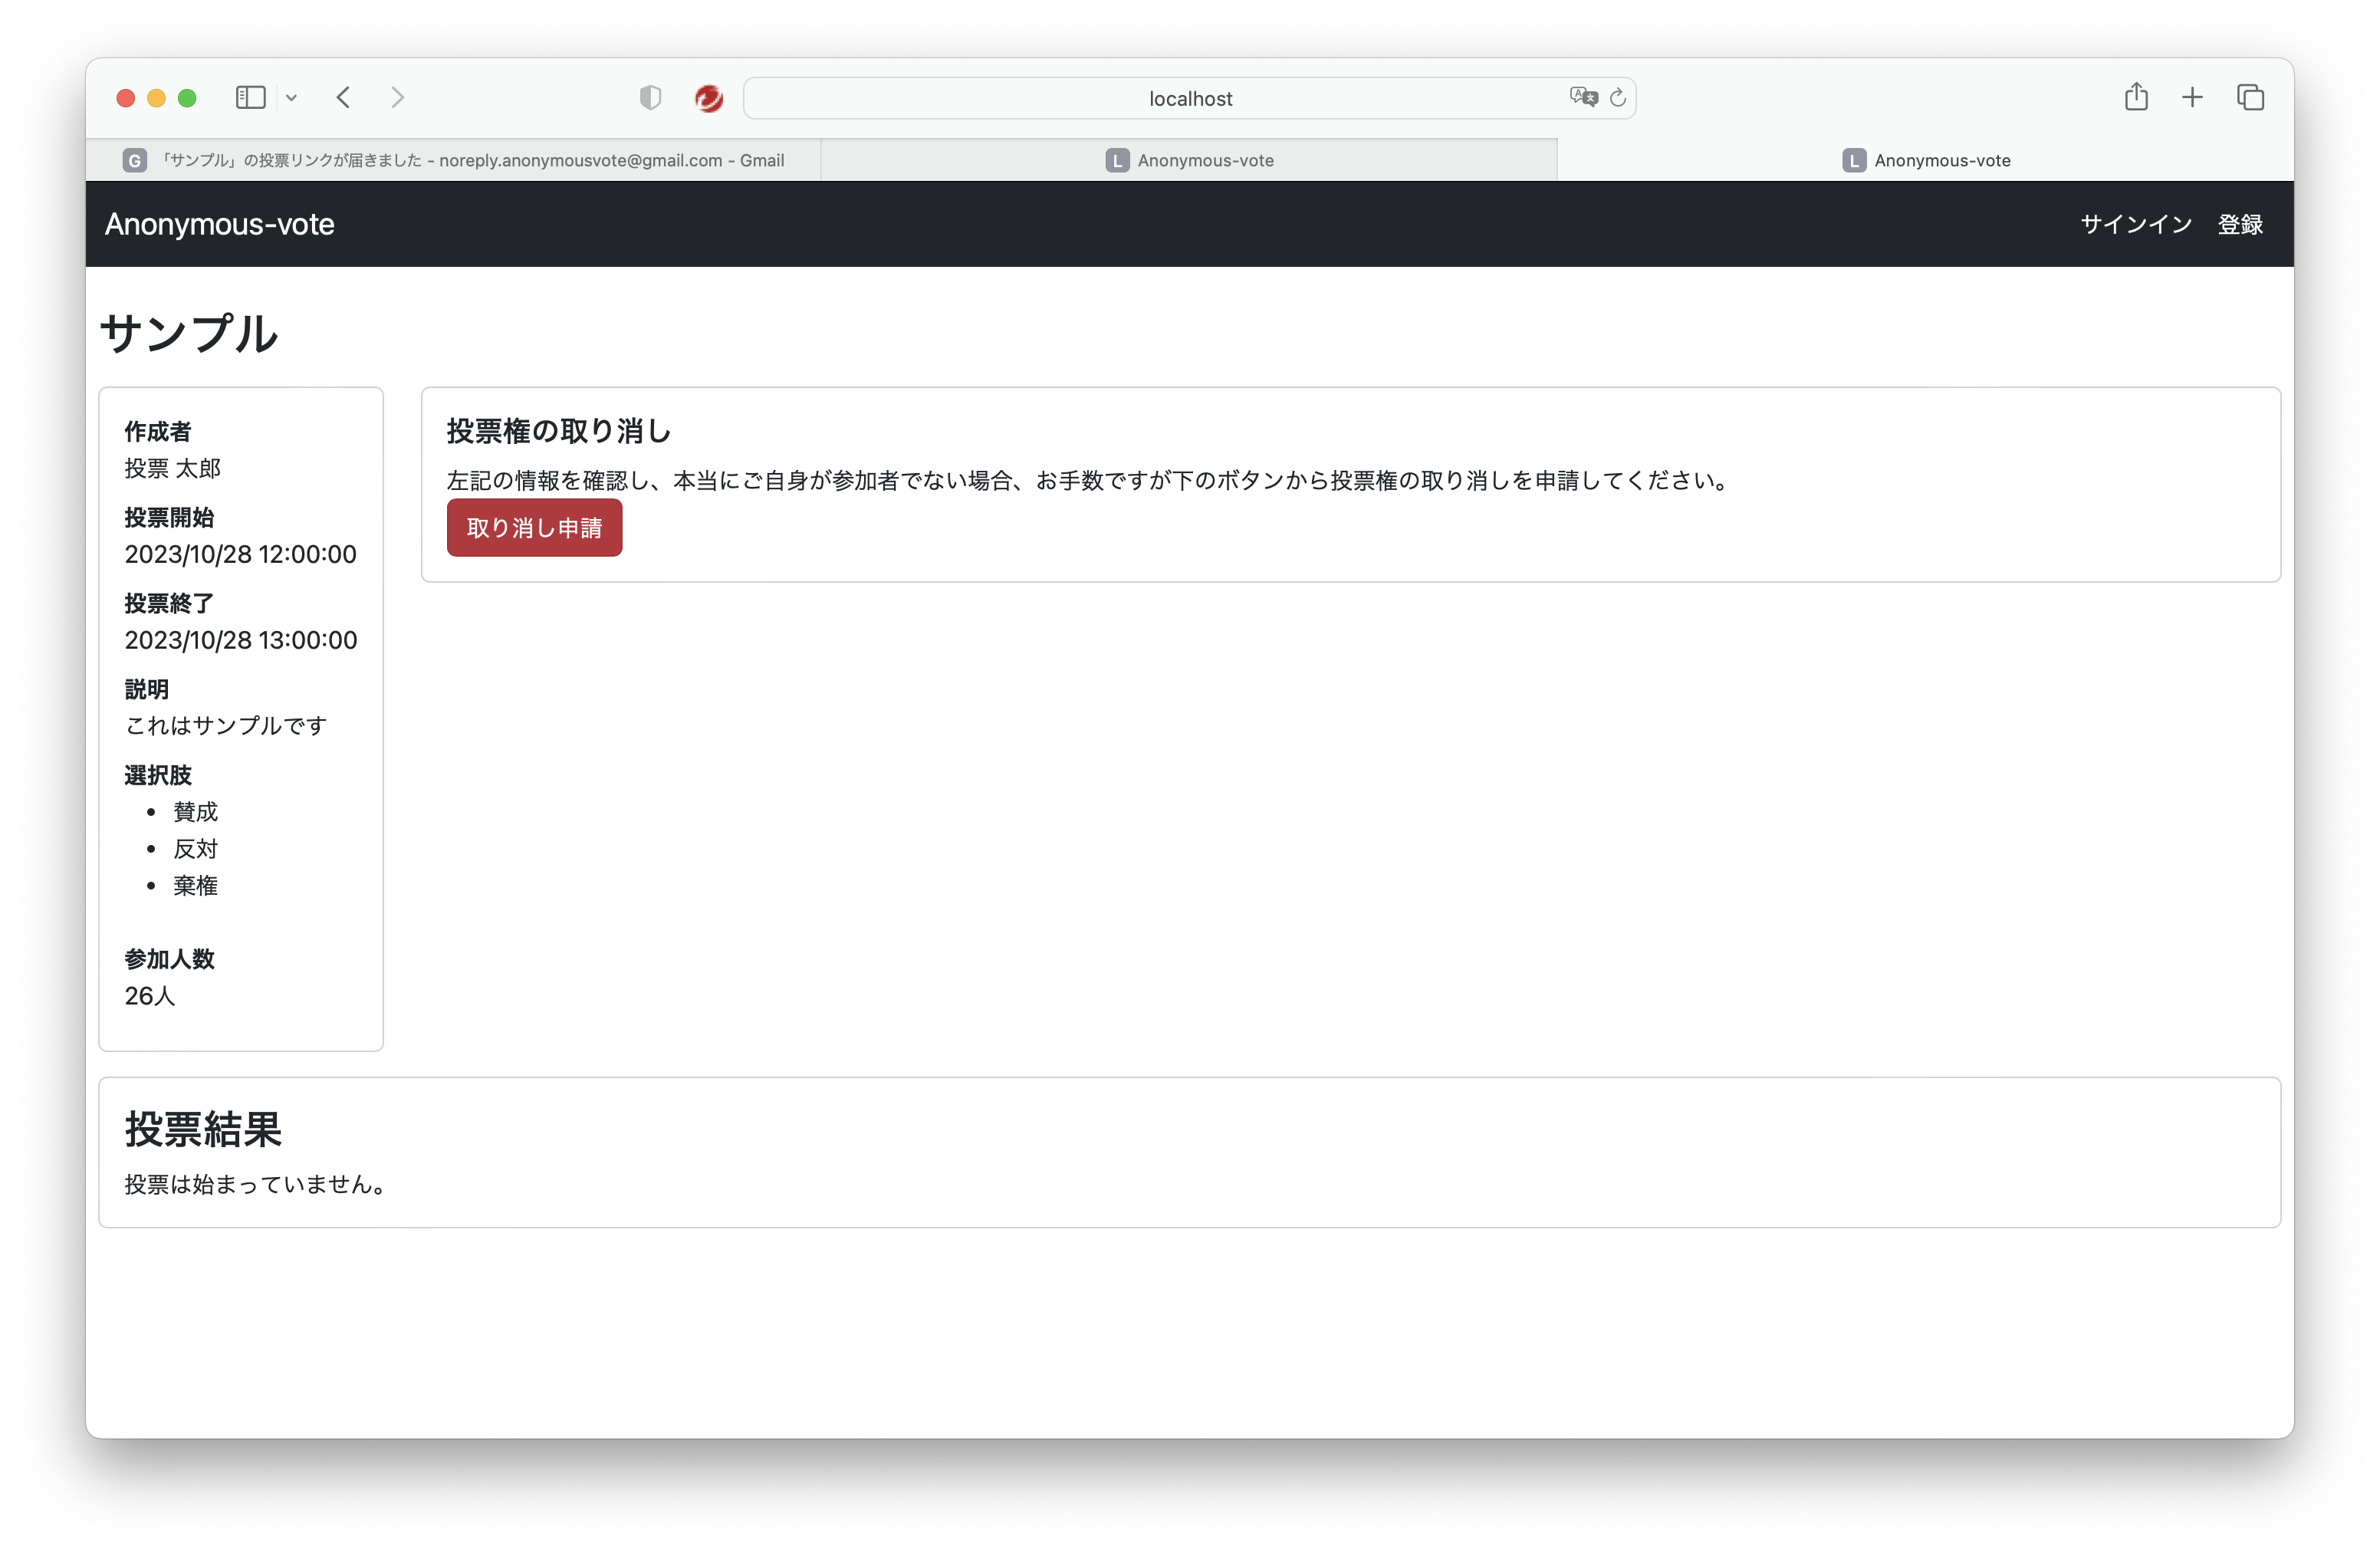 localhost
G 「サンプル」の投票リンクが届きました – noreply.anonymousvote@gmail.com – Gmail
L Anonymous-vote
L Anonymous-vote
Anonymous-vote
サインイン 登録
サンプル
作成者
投票 太郎
投票開始
2023/10/28 12:00:00
投票終了
2023/10/28 13:00:00
説明
これはサンプルです
選択肢
• 賛成
• 反対
• 棄権
参加人数
26人
投票権の取り消し
左記の情報を確認し、本当にご自身が参加者でない場合、お手数ですが下のボタンから投票権の取り消しを申請してください。
取り消し申請
投票結果
投票は始まっていません。